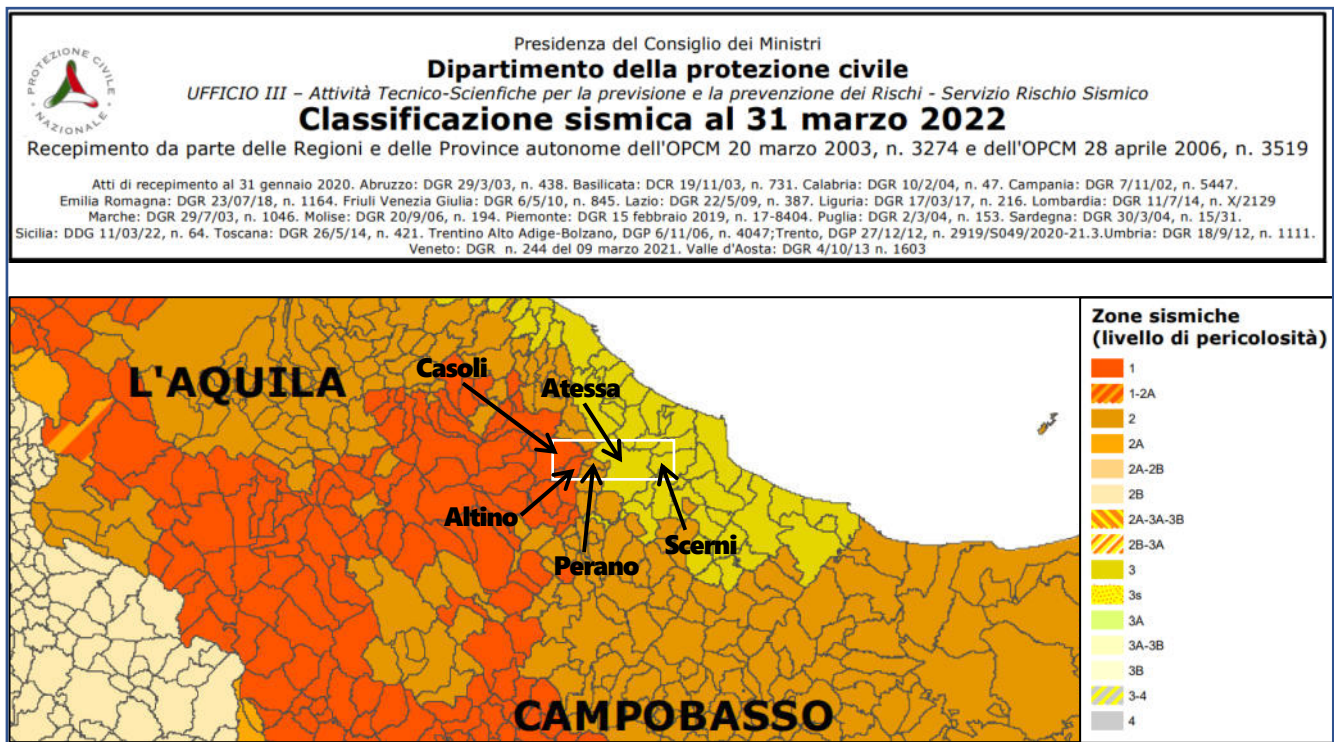 PROTEZIONE CIVILE
NAZIONALE
Presidenza del Consiglio dei Ministri
Dipartimento della protezione civile
UFFICIO III – Attività Tecnico-Scienfiche per la previsione e la prevenzione dei Rischi - Servizio Rischio Sismico
Classificazione sismica al 31 marzo 2022
Recepimento da parte delle Regioni e delle Province autonome dell'OPCM 20 marzo 2003, n. 3274 e dell'OPCM 28 aprile 2006, n. 3519
Atti di recepimento al 31 gennaio 2020. Abruzzo: DGR 29/3/03, n. 438. Basilicata: DCR 19/11/03, n. 731. Calabria: DGR 10/2/04, n. 47. Campania: DGR 7/11/02, n. 5447.
Emilia Romagna: DGR 23/07/18, n. 1164. Friuli Venezia Giulia: DGR 6/5/10, n. 845. Lazio: DGR 22/5/09, n. 387. Liguria: DGR 17/03/17, n. 216. Lombardia: DGR 11/7/14, n. X/2129
Marche: DGR 29/7/03, n. 1046. Molise: DGR 20/9/06, n. 194. Piemonte: DGR 15 febbraio 2019, n. 17-8404. Puglia: DGR 2/3/04, n. 153. Sardegna: DGR 30/3/04, n. 15/31.
Sicilia: DDG 11/03/22, n. 64. Toscana: DGR 26/5/14, n. 421. Trentino Alto Adige-Bolzano, DGP 6/11/06, n. 4047;Trento, DGP 27/12/12, n. 2919/S049/2020-21.3.Umbria: DGR 18/9/12, n. 1111.
Veneto: DGR n. 244 del 09 marzo 2021. Valle d'Aosta: DGR 4/10/13 n. 1603
L'AQUILA
Casoli
Atessa
Altino
Perano
Scerni
CAMPOBASSO
Zone sismiche
(livello di pericolosità)
1
1-2A
2
2A
2A-2B
2B
2A-3A-3B
2B-3A
3
3s
3A
3A-3B
3B
3-4
4